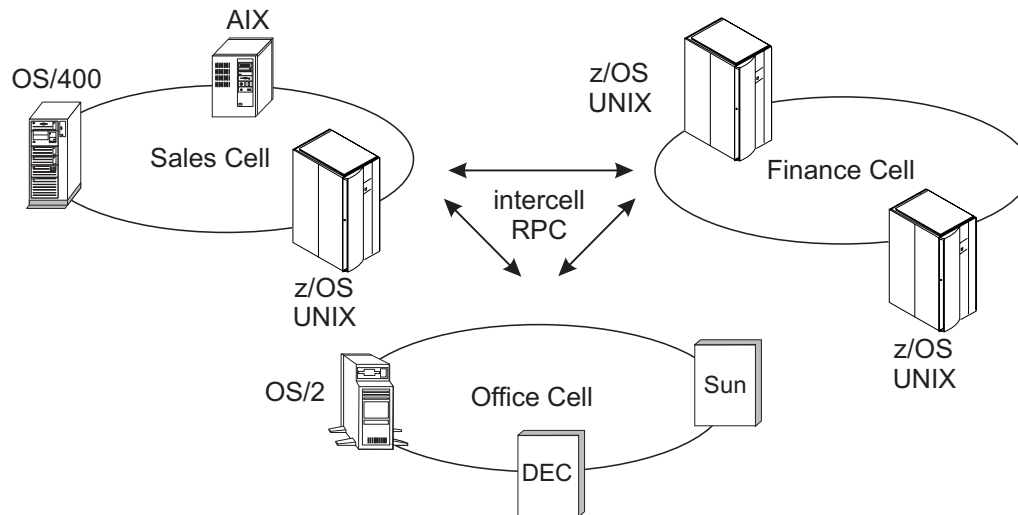 AIX
OS/400
Sales Cell
z/OS
UNIX
z/OS
UNIX
Finance Cell
z/OS
UNIX
intercell
RPC
OS/2
Office Cell
Sun
DEC